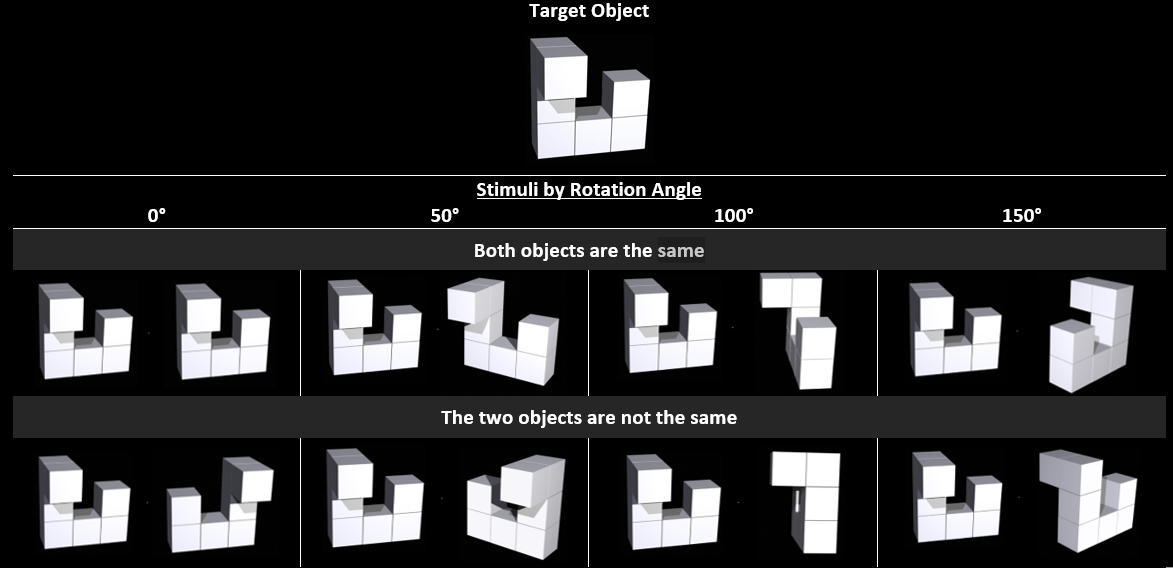 Target Object
Stimuli by Rotation Angle
0° 50° 100° 150°
Both objects are the same
The two objects are not the same